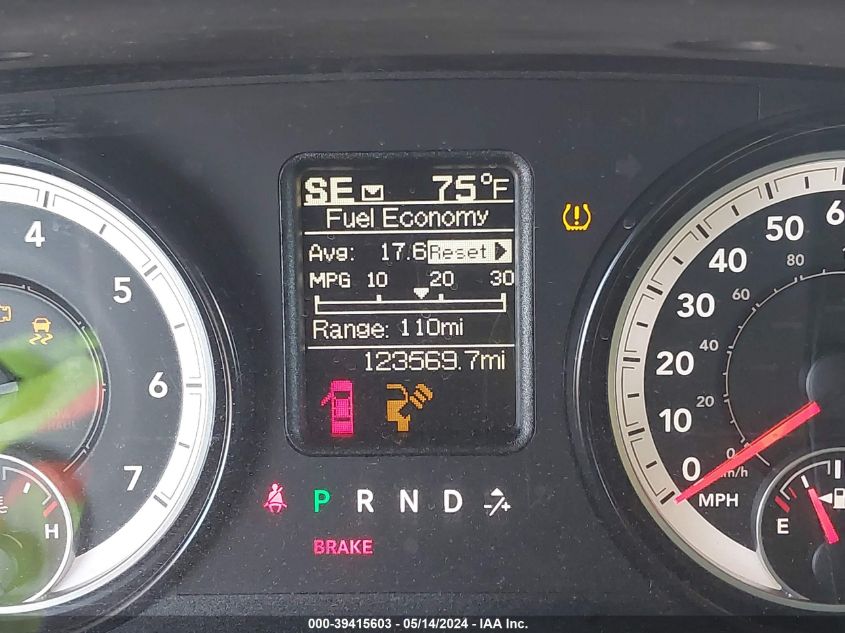 SE 75°F
Fuel Economy
Avg: 17.6 Reset
MPG 10 20 30
Range: 110mi
123569.7mi
P R N D
BRAKE
4
5
6
7
H
50
40
30
20
10
0
MPH
80
60
40
20
0
km/h
E
000-39415603 - 05/14/2024 - IAA Inc.